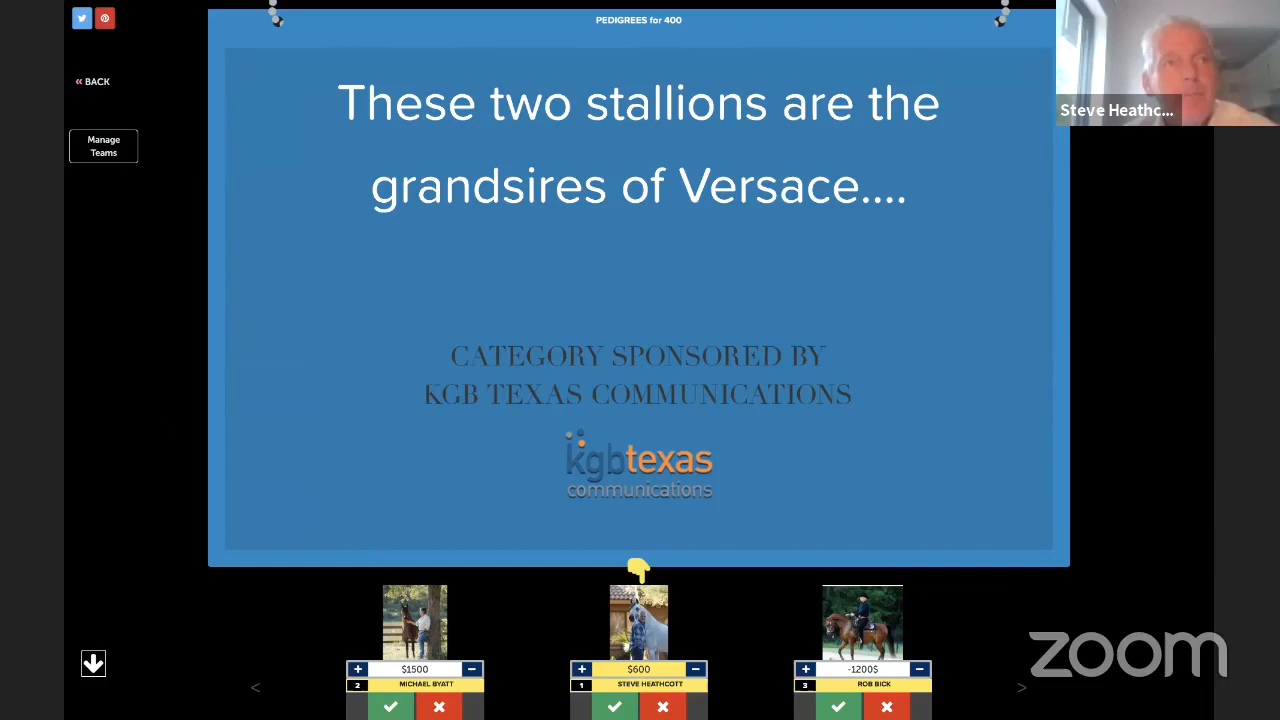 PEDIGREES for 400
« BACK
Manage
Teams
Steve Heathc...
These two stallions are the
grandsires of Versace....
CATEGORY SPONSORED BY
KGB TEXAS COMMUNICATIONS
kgbtexas
communications
+ $1500 −
2 MICHAEL BYATT
+ $600 −
1 STEVE HEATHCOTT
+ -1200$ −
3 ROB BICK
< >
zoom